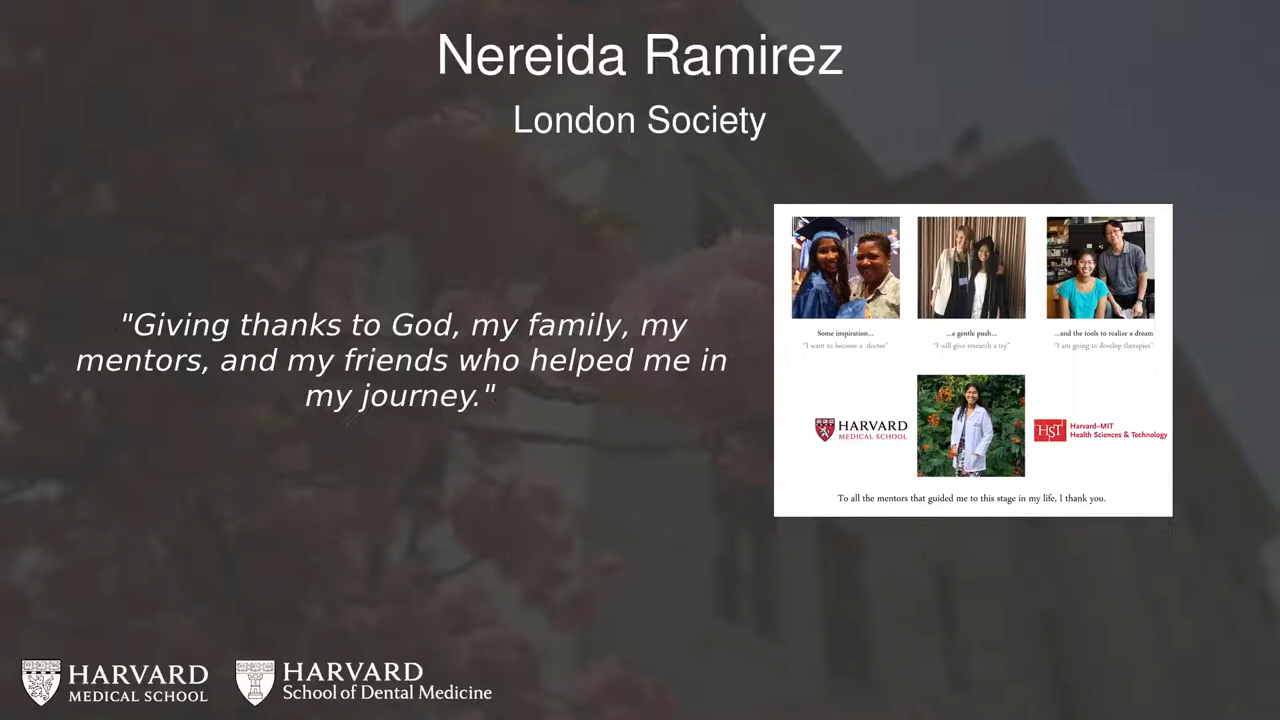 Nereida Ramirez
London Society
"Giving thanks to God, my family, my
mentors, and my friends who helped me in
my journey."
Some inspiration...
"I want to become a doctor"
...a gentle push...
"I will give research a try"
...and the tools to realize a dream
"I am going to develop therapies"
HARVARD
MEDICAL SCHOOL
HST
Harvard–MIT
Health Sciences & Technology
To all the mentors that guided me to this stage in my life, I thank you.
HARVARD
MEDICAL SCHOOL
HARVARD
School of Dental Medicine